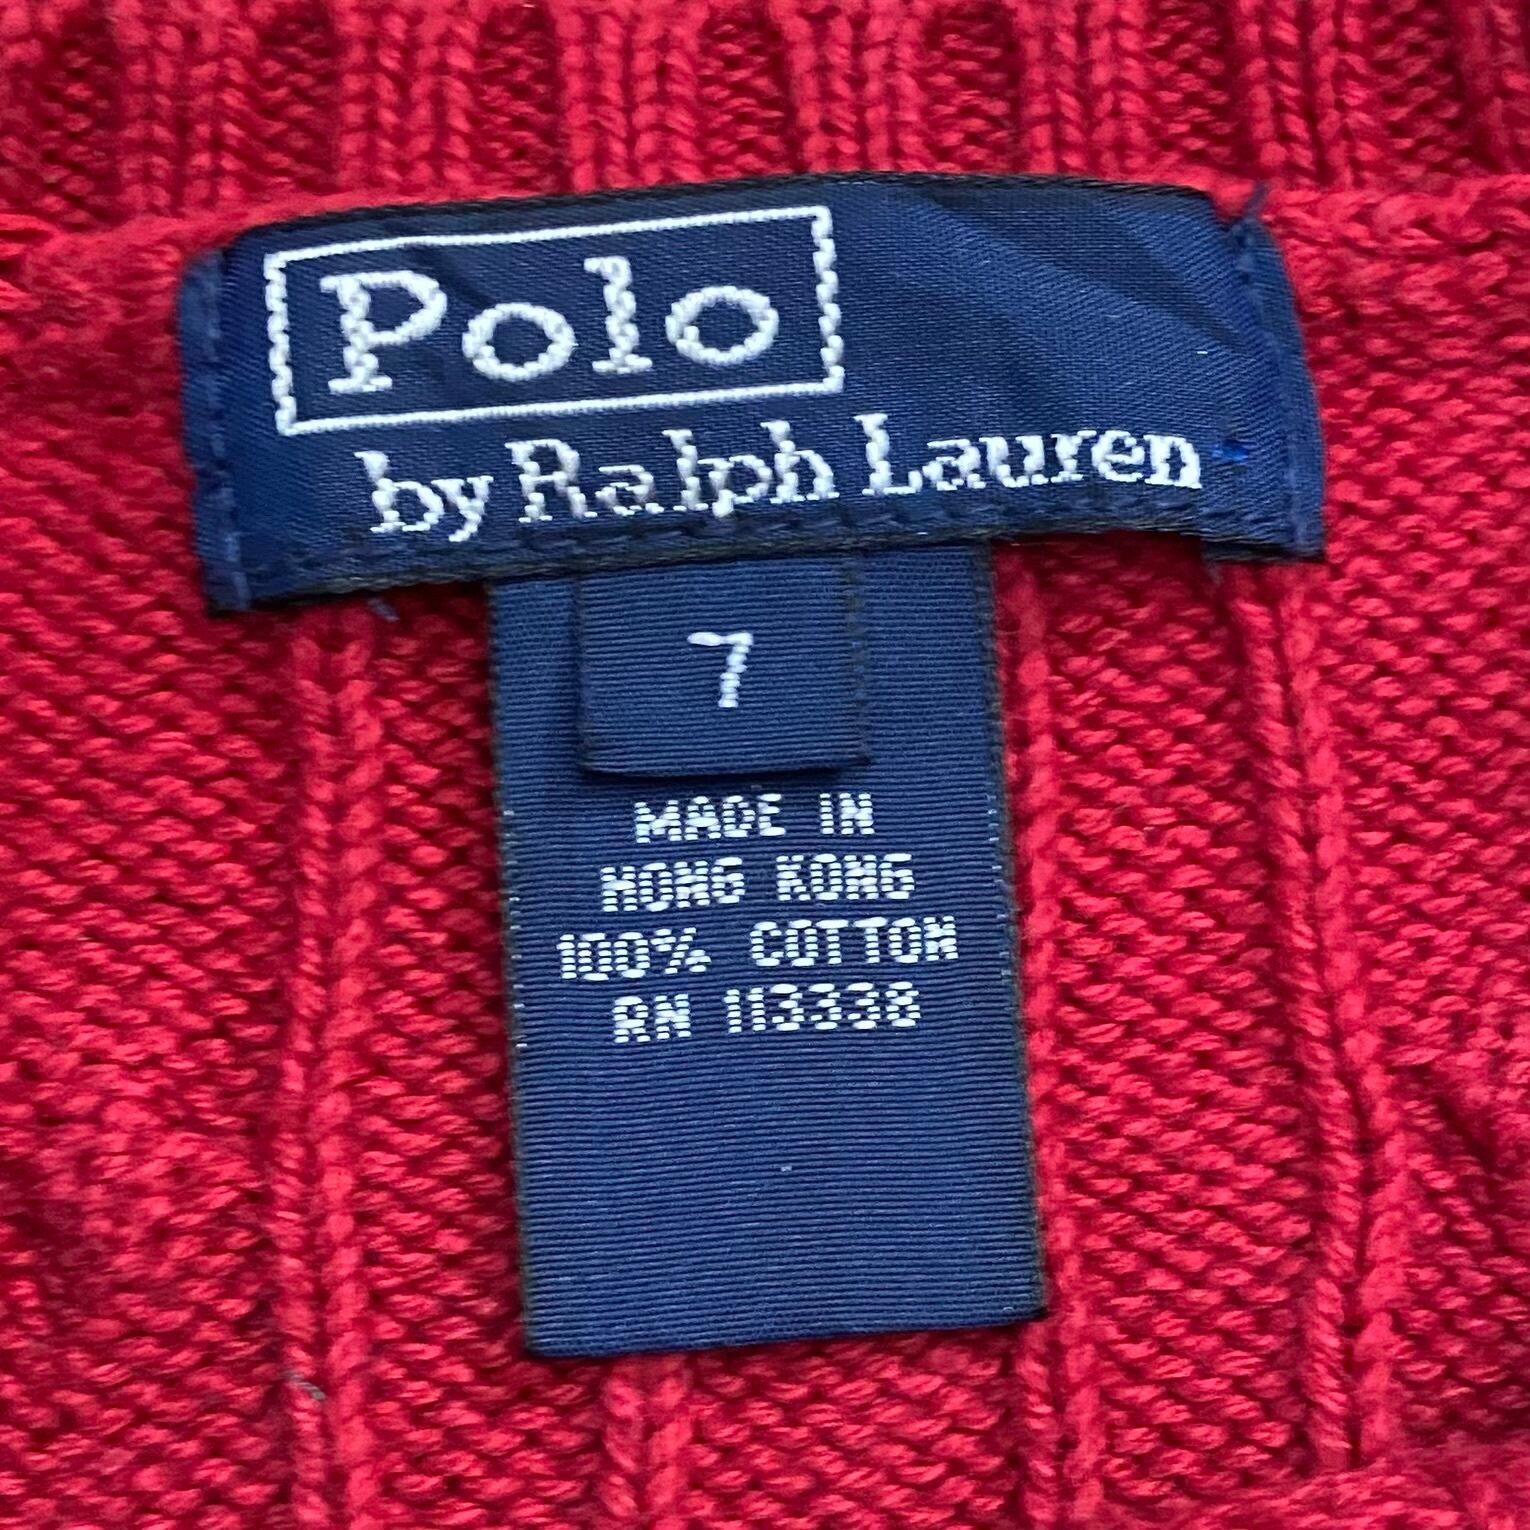 Polo
by Ralph Lauren
7
MADE IN
HONG KONG
100% COTTON
RN 113338